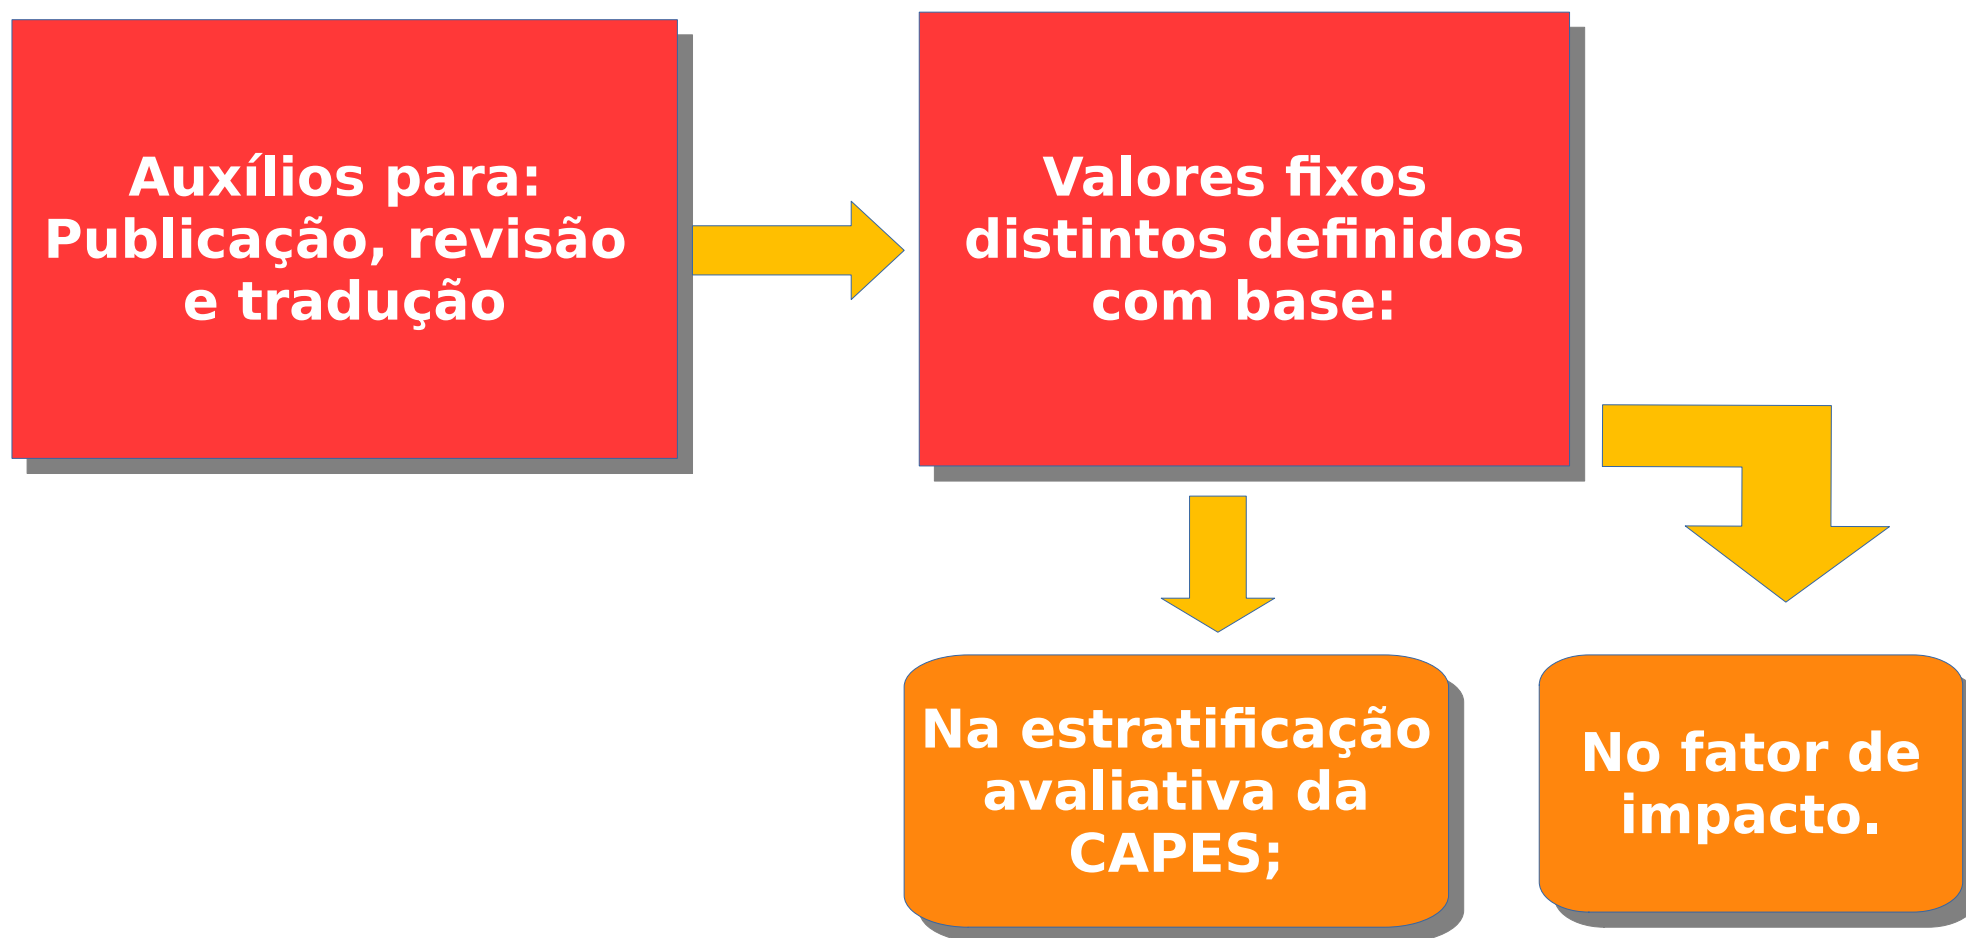 Auxílios para:
Publicação, revisão
e tradução
Valores fixos
distintos definidos
com base:
Na estratificação
avaliativa da
CAPES;
No fator de
impacto.